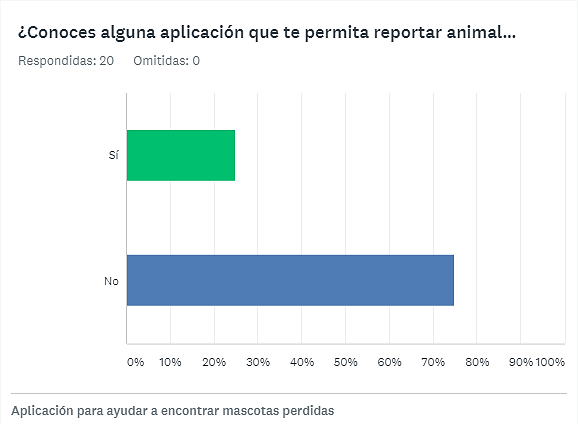 ¿Conoces alguna aplicación que te permita reportar animal...
Respondidas: 20 Omitidas: 0
Sí
No
0% 10% 20% 30% 40% 50% 60% 70% 80% 90% 100%
Aplicación para ayudar a encontrar mascotas perdidas